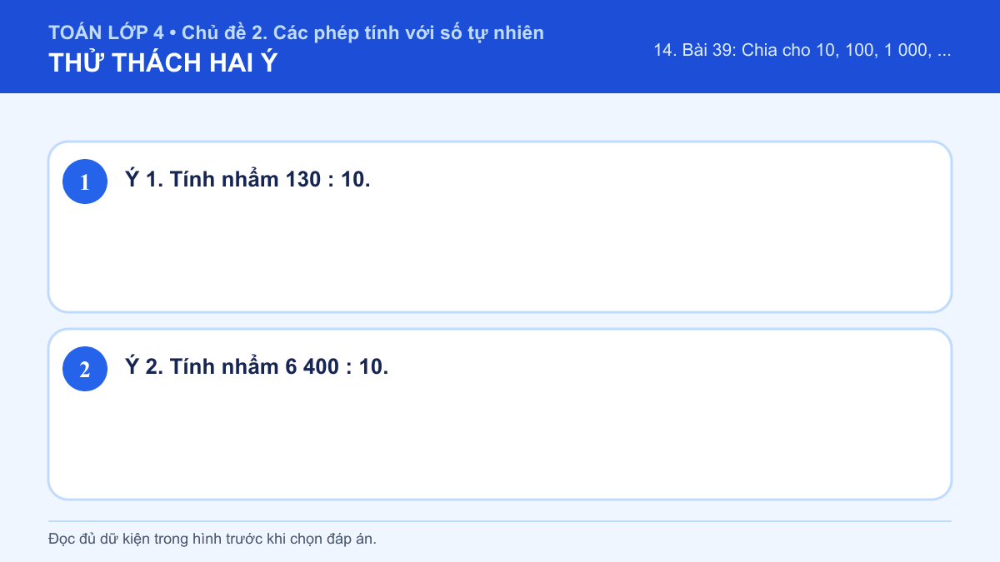 TOÁN LỚP 4 • Chủ đề 2. Các phép tính với số tự nhiên
THỬ THÁCH HAI Ý
14. Bài 39: Chia cho 10, 100, 1 000, ...
1
Ý 1. Tính nhẩm 130 : 10.
2
Ý 2. Tính nhẩm 6 400 : 10.
Đọc đủ dữ kiện trong hình trước khi chọn đáp án.